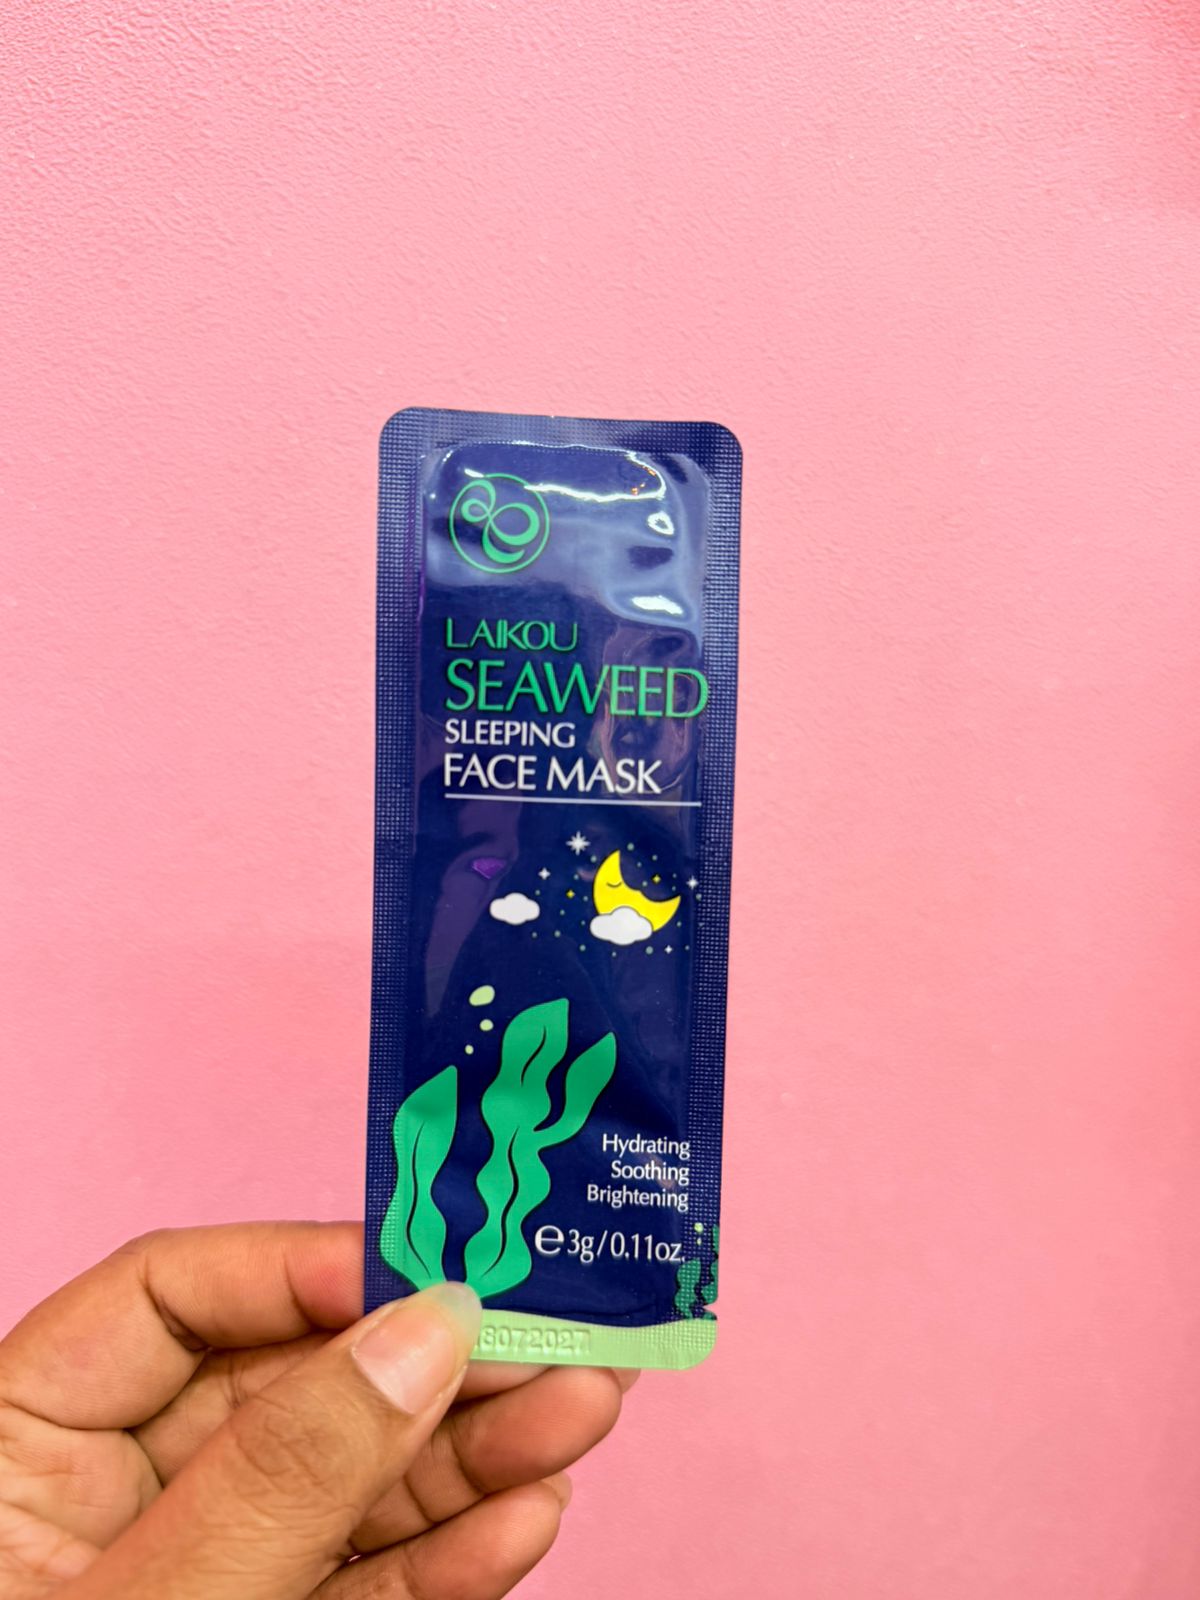 LAIKOU
SEAWEED
SLEEPING
FACE MASK
Hydrating
Soothing
Brightening
℮ 3g/0.11oz.